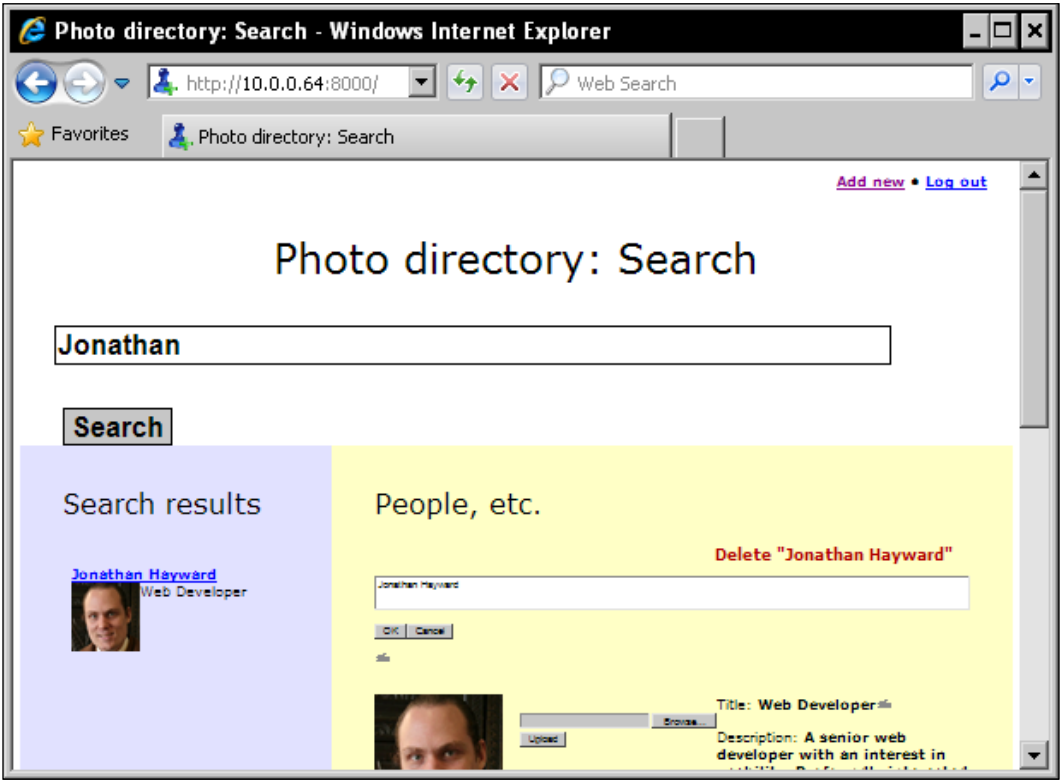 Photo directory: Search - Windows Internet Explorer
http://10.0.0.64:8000/
Web Search
Favorites
Photo directory: Search
Add new • Log out
Photo directory: Search
Jonathan
Search
Search results
People, etc.
Delete "Jonathan Hayward"
Jonathan Hayward
Web Developer
Jonathan Hayward
OK Cancel
Browse...
Upload
Title: Web Developer
Description: A senior web
developer with an interest in